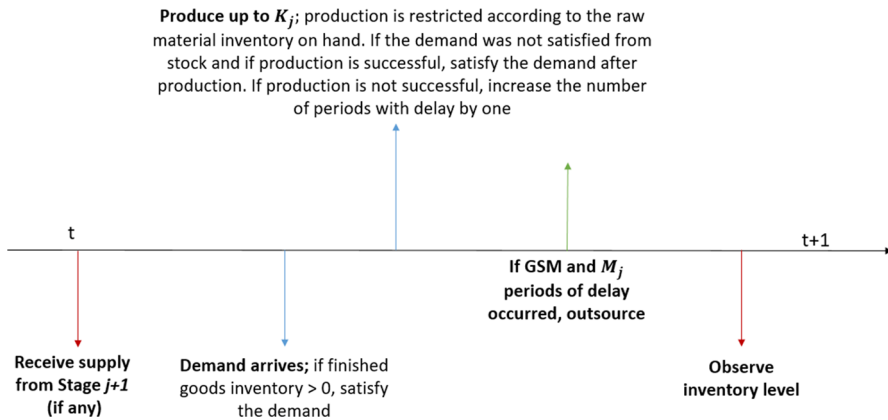 Produce up to K_j; production is restricted according to the raw
material inventory on hand. If the demand was not satisfied from
stock and if production is successful, satisfy the demand after
production. If production is not successful, increase the number
of periods with delay by one
t
t+1
If GSM and M_j
periods of delay
occurred, outsource
Receive supply
from Stage j+1
(if any)
Demand arrives; if finished
goods inventory > 0, satisfy
the demand
Observe
inventory level